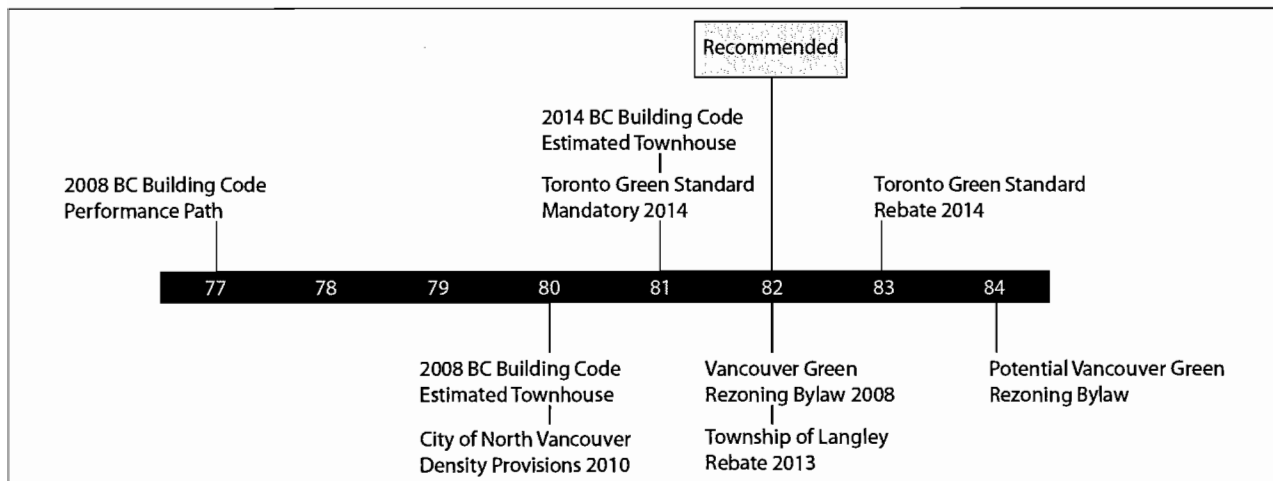 Recommended
2014 BC Building Code
Estimated Townhouse
2008 BC Building Code
Performance Path
Toronto Green Standard
Mandatory 2014
Toronto Green Standard
Rebate 2014
77 78 79 80 81 82 83 84
2008 BC Building Code
Estimated Townhouse
City of North Vancouver
Density Provisions 2010
Vancouver Green
Rezoning Bylaw 2008
Township of Langley
Rebate 2013
Potential Vancouver Green
Rezoning Bylaw